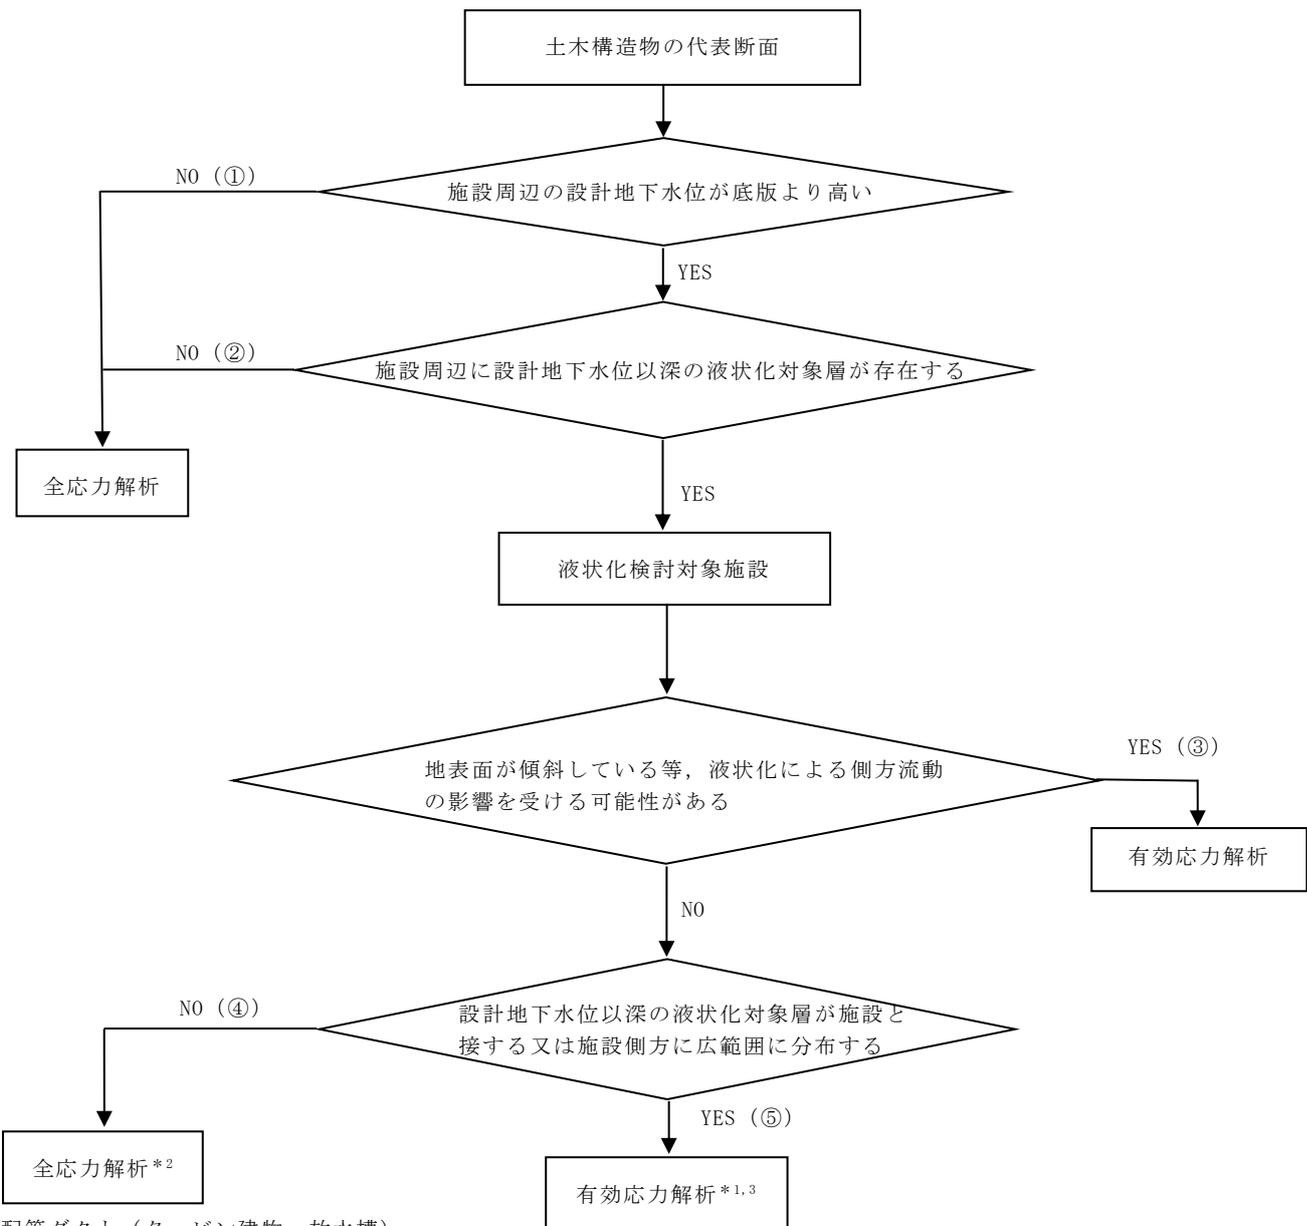 土木構造物の代表断面
NO（①）
施設周辺の設計地下水位が底版より高い
YES
NO（②）
施設周辺に設計地下水位以深の液状化対象層が存在する
全応力解析
YES
液状化検討対象施設
YES（③）
地表面が傾斜している等，液状化による側方流動
の影響を受ける可能性がある
有効応力解析
NO
NO（④）
設計地下水位以深の液状化対象層が施設と
接する又は施設側方に広範囲に分布する
YES（⑤）
全応力解析＊2
有効応力解析＊1,3